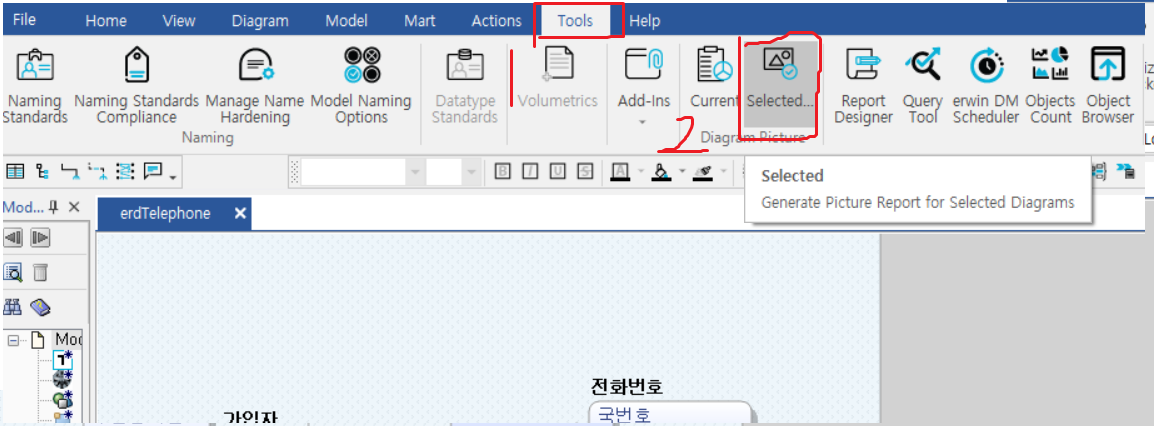 File Home View Diagram Model Mart Actions Tools Help
1
Naming Standards
Naming Standards Compliance
Manage Name Hardening
Model Naming Options
Datatype Standards
Volumetrics
Add-Ins
Current
Selected...
Report Designer
Query Tool
erwin DM Scheduler
Objects Count
Object Browser
Naming
2
Diagram Picture
B I U S A
Selected
Generate Picture Report for Selected Diagrams
Mod...
erdTelephone
전화번호
국번호
가입자